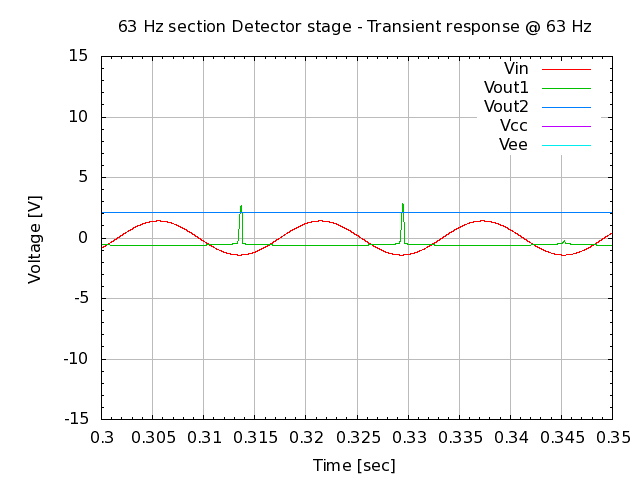 63 Hz section Detector stage - Transient response @ 63 Hz
15
10
5
0
-5
-10
-15
Voltage [V]
Vin
Vout1
Vout2
Vcc
Vee
0.3 0.305 0.31 0.315 0.32 0.325 0.33 0.335 0.34 0.345 0.35
Time [sec]